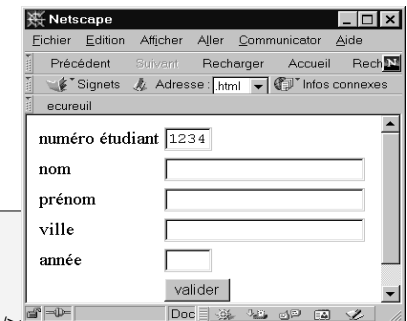 Netscape
Fichier Edition Afficher Aller Communicator Aide
Précédent Suivant Recharger Accueil Rech
Signets Adresse : .html Infos connexes
ecureuil
numéro étudiant 1234
nom
prénom
ville
année
valider
Doc